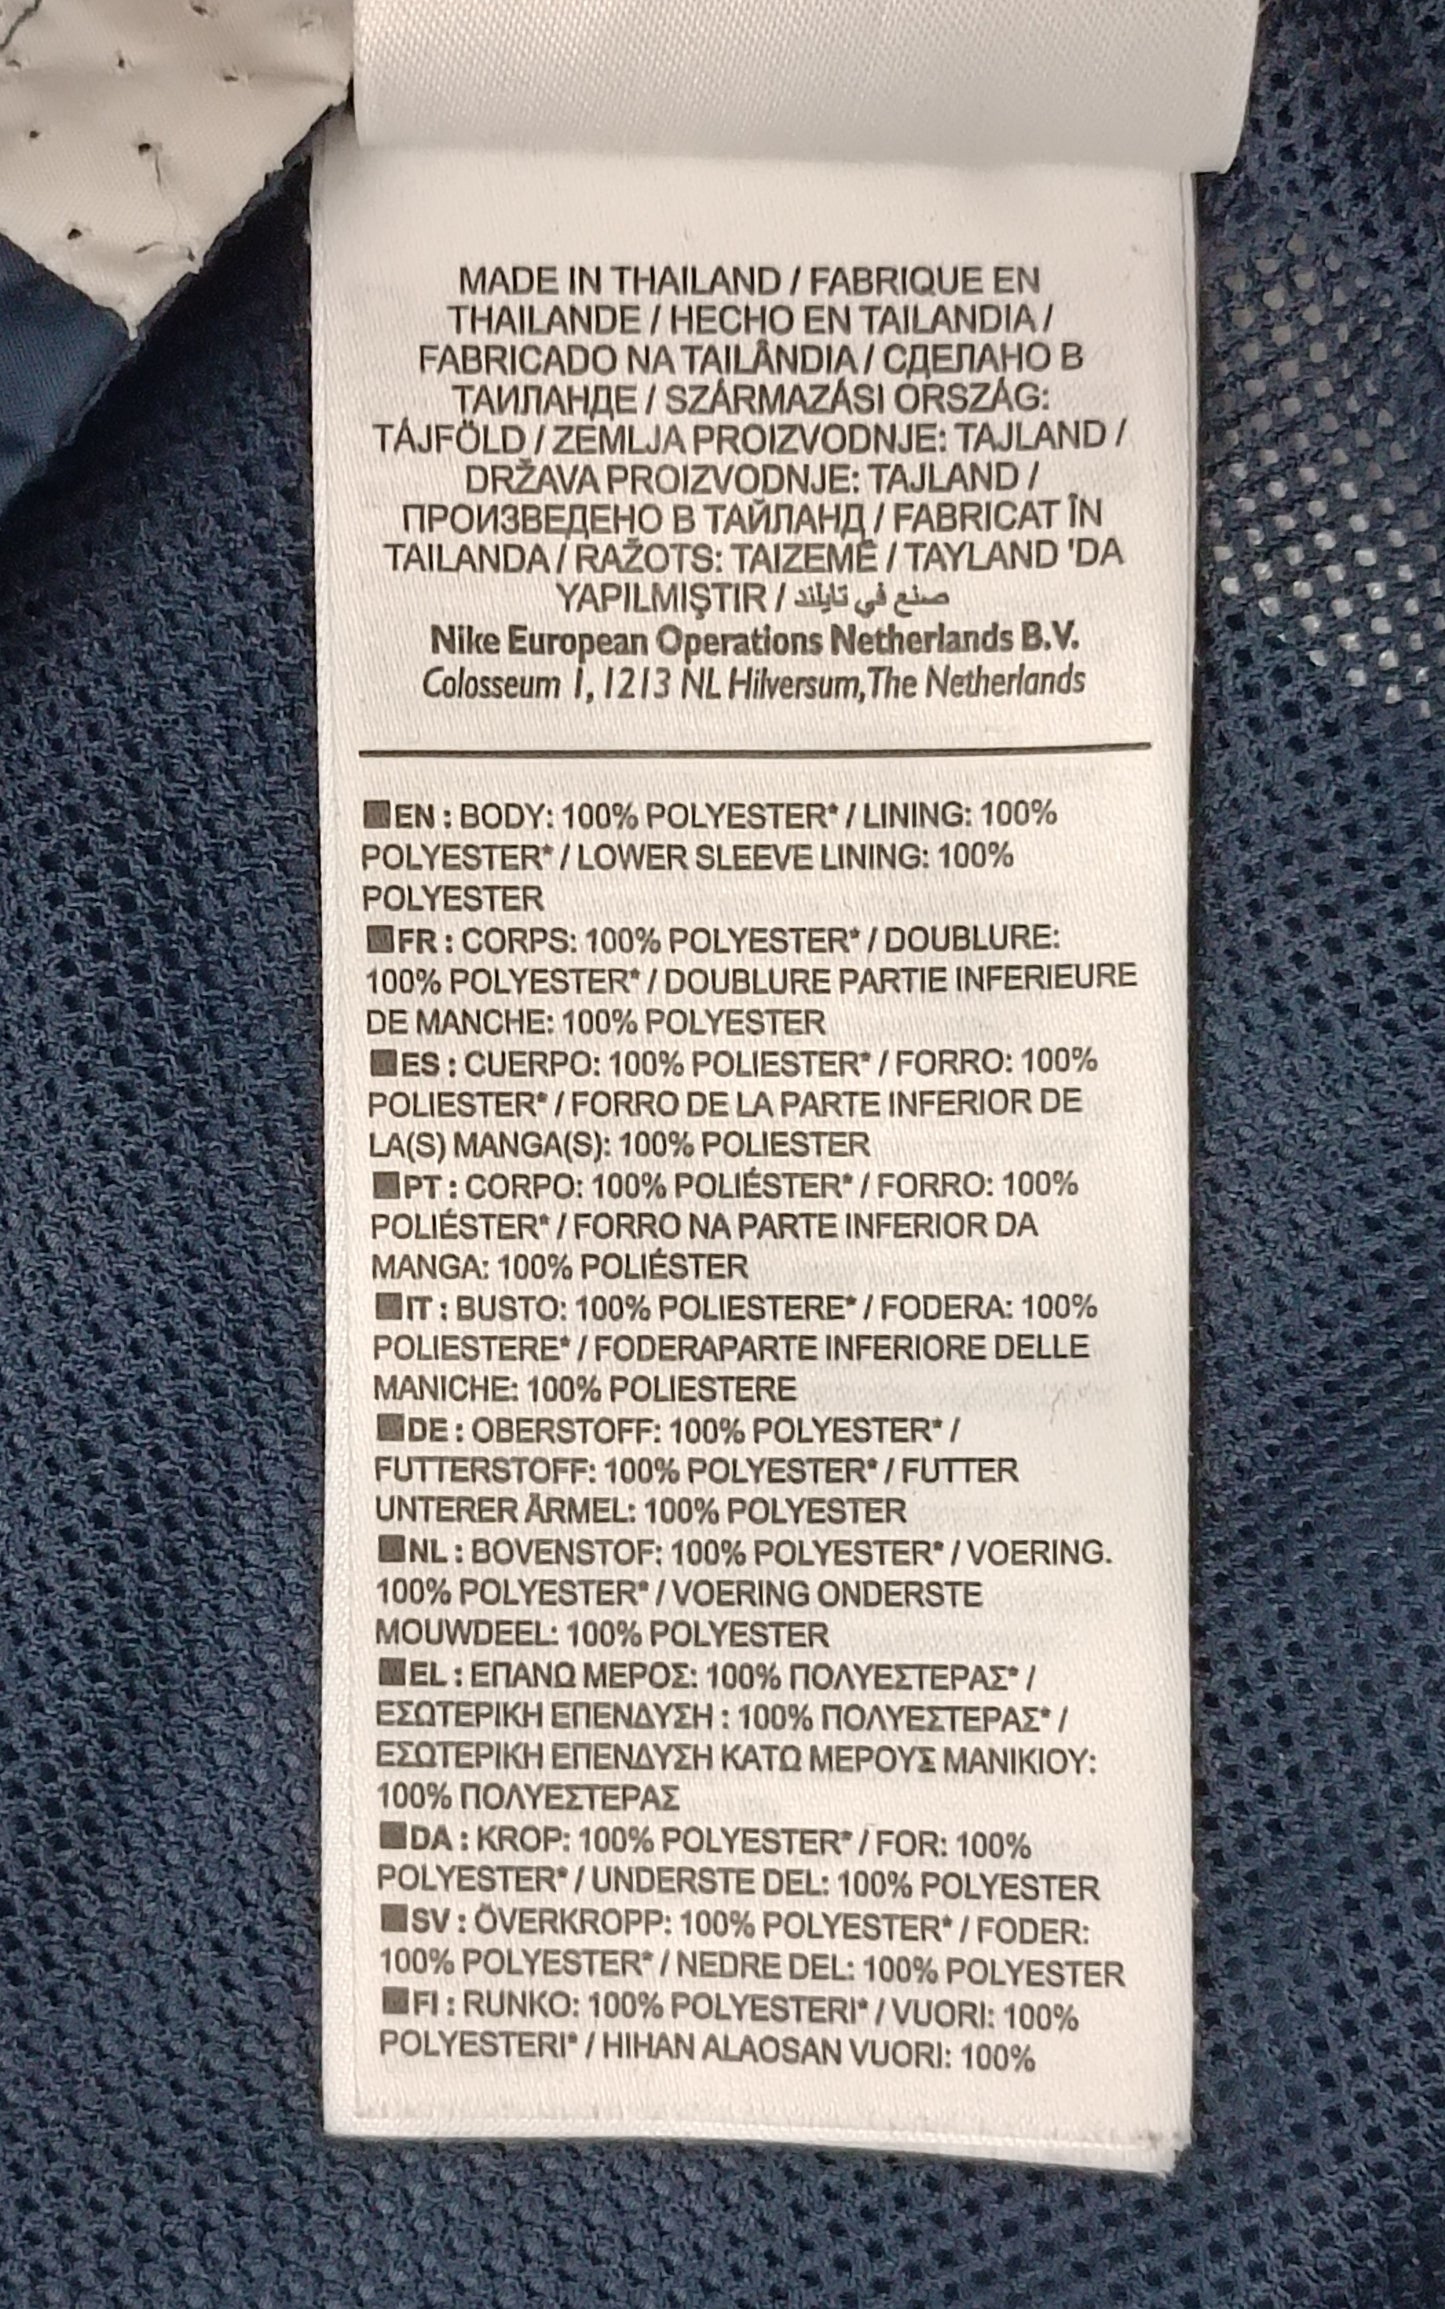 MADE IN THAILAND / FABRIQUE EN
THAILANDE / HECHO EN TAILANDIA /
FABRICADO NA TAILÂNDIA / СДЕЛАНО В
ТАИЛАНДЕ / SZÁRMAZÁSI ORSZÁG:
TÁJFÖLD / ZEMLJA PROIZVODNJE: TAJLAND /
DRŽAVA PROIZVODNJE: TAJLAND /
ПРОИЗВЕДЕНО В ТАЙЛАНД / FABRICAT ÎN
TAILANDA / RAŽOTS: TAIZEMĒ / TAYLAND 'DA
YAPILMIŞTIR / صنع في تايلند
Nike European Operations Netherlands B.V.
Colosseum 1, 1213 NL Hilversum, The Netherlands
EN : BODY: 100% POLYESTER* / LINING: 100%
POLYESTER* / LOWER SLEEVE LINING: 100%
POLYESTER
FR : CORPS: 100% POLYESTER* / DOUBLURE:
100% POLYESTER* / DOUBLURE PARTIE INFERIEURE
DE MANCHE: 100% POLYESTER
ES : CUERPO: 100% POLIESTER* / FORRO: 100%
POLIESTER* / FORRO DE LA PARTE INFERIOR DE
LA(S) MANGA(S): 100% POLIESTER
PT : CORPO: 100% POLIÉSTER* / FORRO: 100%
POLIÉSTER* / FORRO NA PARTE INFERIOR DA
MANGA: 100% POLIÉSTER
IT : BUSTO: 100% POLIESTERE* / FODERA: 100%
POLIESTERE* / FODERAPARTE INFERIORE DELLE
MANICHE: 100% POLIESTERE
DE : OBERSTOFF: 100% POLYESTER* /
FUTTERSTOFF: 100% POLYESTER* / FUTTER
UNTERER ÄRMEL: 100% POLYESTER
NL : BOVENSTOF: 100% POLYESTER* / VOERING.
100% POLYESTER* / VOERING ONDERSTE
MOUWDEEL: 100% POLYESTER
EL : ΕΠΑΝΩ ΜΕΡΟΣ: 100% ΠΟΛΥΕΣΤΕΡΑΣ* /
ΕΣΩΤΕΡΙΚΗ ΕΠΕΝΔΥΣΗ : 100% ΠΟΛΥΕΣΤΕΡΑΣ* /
ΕΣΩΤΕΡΙΚΗ ΕΠΕΝΔΥΣΗ ΚΑΤΩ ΜΕΡΟΥΣ ΜΑΝΙΚΙΟΥ:
100% ΠΟΛΥΕΣΤΕΡΑΣ
DA : KROP: 100% POLYESTER* / FOR: 100%
POLYESTER* / UNDERSTE DEL: 100% POLYESTER
SV : ÖVERKROPP: 100% POLYESTER* / FODER:
100% POLYESTER* / NEDRE DEL: 100% POLYESTER
FI : RUNKO: 100% POLYESTERI* / VUORI: 100%
POLYESTERI* / HIHAN ALAOSAN VUORI: 100%